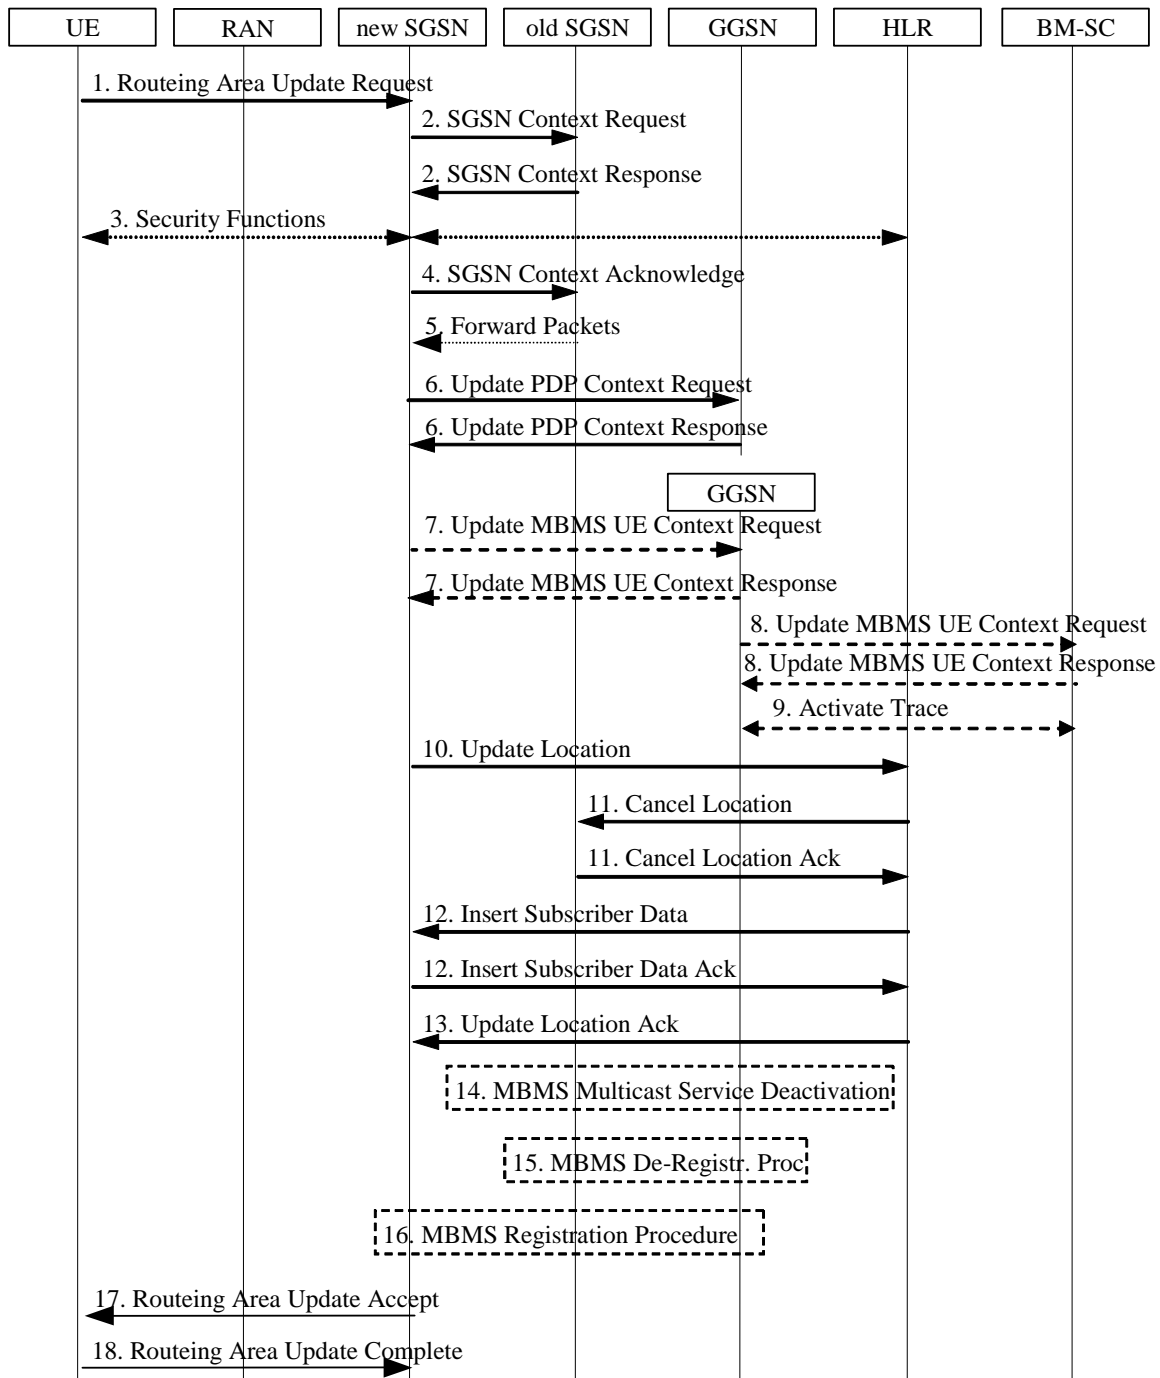 UE
RAN
new SGSN
old SGSN
GGSN
HLR
BM-SC
1. Routeing Area Update Request
2. SGSN Context Request
2. SGSN Context Response
3. Security Functions
4. SGSN Context Acknowledge
5. Forward Packets
6. Update PDP Context Request
6. Update PDP Context Response
GGSN
7. Update MBMS UE Context Request
7. Update MBMS UE Context Response
8. Update MBMS UE Context Request
8. Update MBMS UE Context Response
9. Activate Trace
10. Update Location
11. Cancel Location
11. Cancel Location Ack
12. Insert Subscriber Data
12. Insert Subscriber Data Ack
13. Update Location Ack
14. MBMS Multicast Service Deactivation
15. MBMS De-Registr. Proc
16. MBMS Registration Procedure
17. Routeing Area Update Accept
18. Routeing Area Update Complete